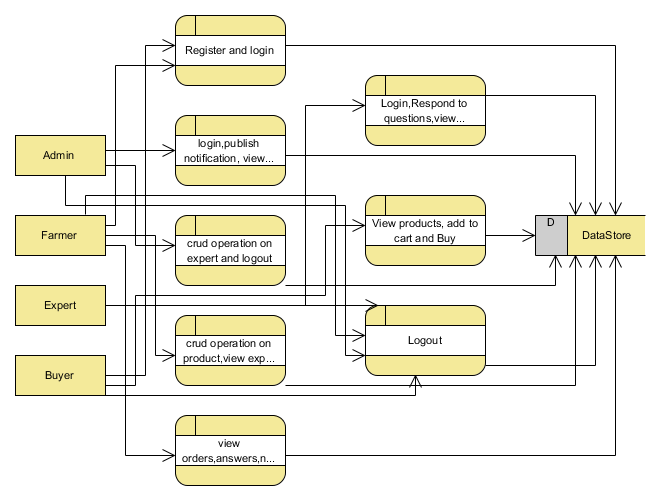 Register and login
Login,Respond to
questions,view...
login,publish
notification, view...
Admin
View products, add to
cart and Buy
D
DataStore
Farmer
crud operation on
expert and logout
Expert
Logout
crud operation on
product,view exp...
Buyer
view
orders,answers,n...